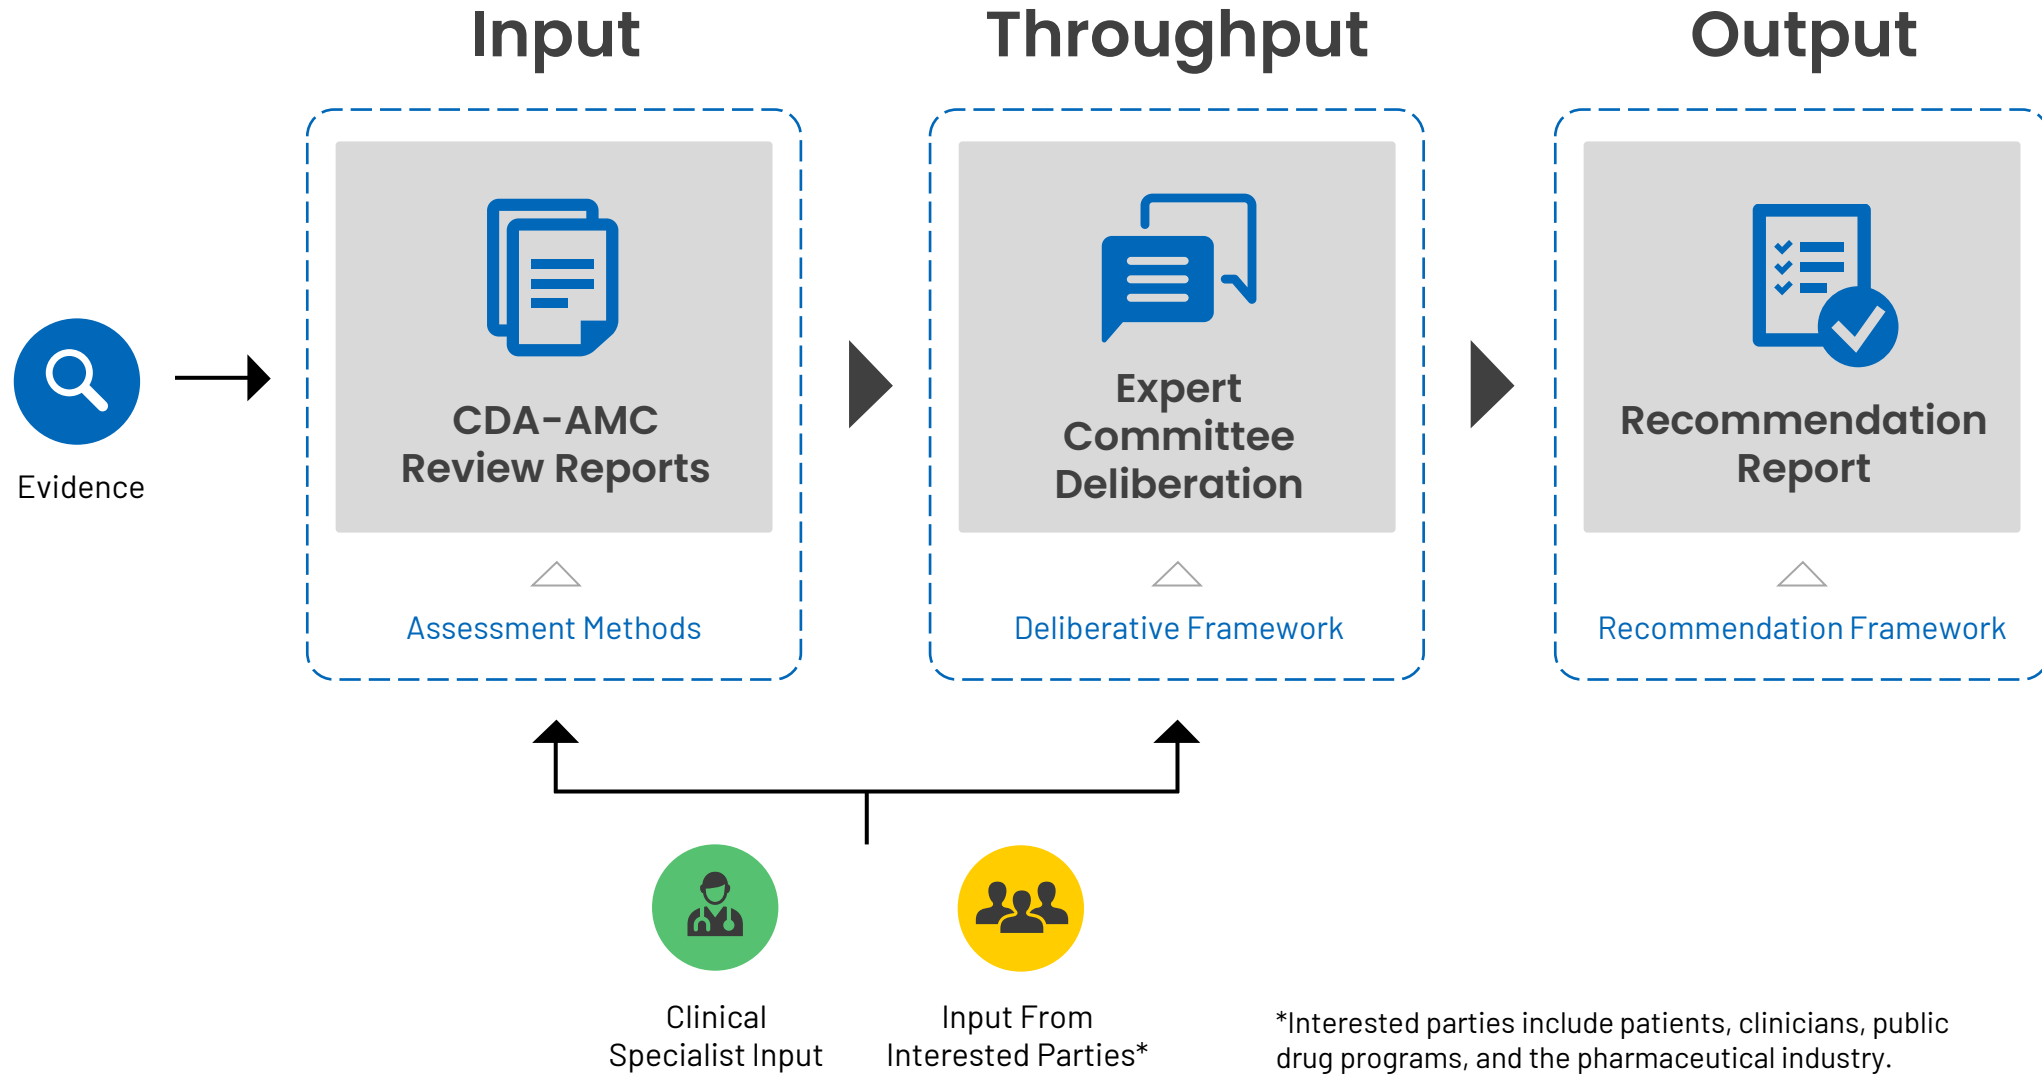 Input
Throughput
Output
Evidence
CDA-AMC
Review Reports
Assessment Methods
Expert
Committee
Deliberation
Deliberative Framework
Recommendation
Report
Recommendation Framework
Clinical
Specialist Input
Input From
Interested Parties*
*Interested parties include patients, clinicians, public
drug programs, and the pharmaceutical industry.